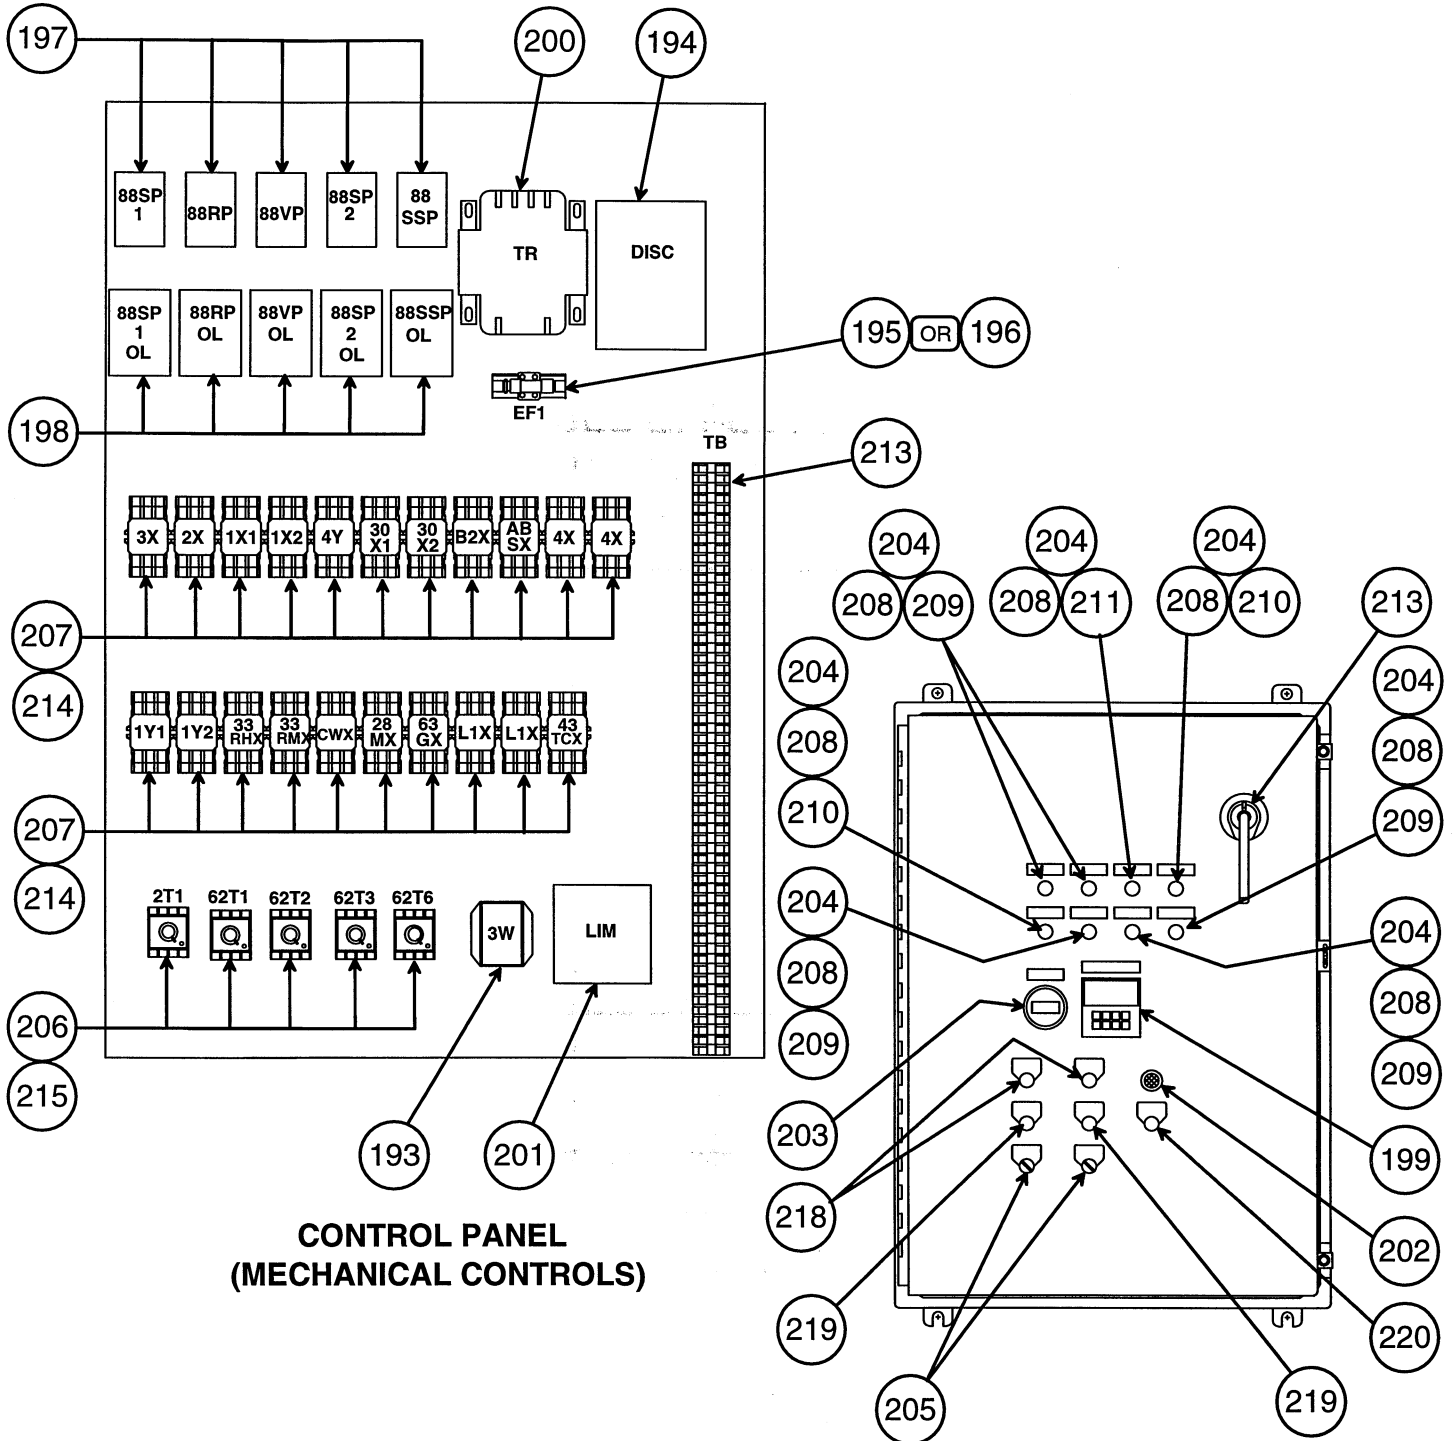 197
200
194
88SP
1
88RP
88VP
88SP
2
88
SSP
TR
DISC
88SP
1
OL
88RP
OL
88VP
OL
88SP
2
OL
88SSP
OL
195 OR 196
EF1
198
TB
213
3X
2X
1X1
1X2
4Y
30
X1
30
X2
B2X
AB
SX
4X
4X
207
214
1Y1
1Y2
33
RHX
33
RMX
CWX
28
MX
63
GX
L1X
L1X
43
TCX
207
214
2T1
62T1
62T2
62T3
62T6
3W
LIM
206
215
193
201
CONTROL PANEL
(MECHANICAL CONTROLS)
204
208 209
204
208 211
204
208 210
213
204
208
210
204
208
209
204
208
209
204
208
209
203
199
218
202
219
220
205
219